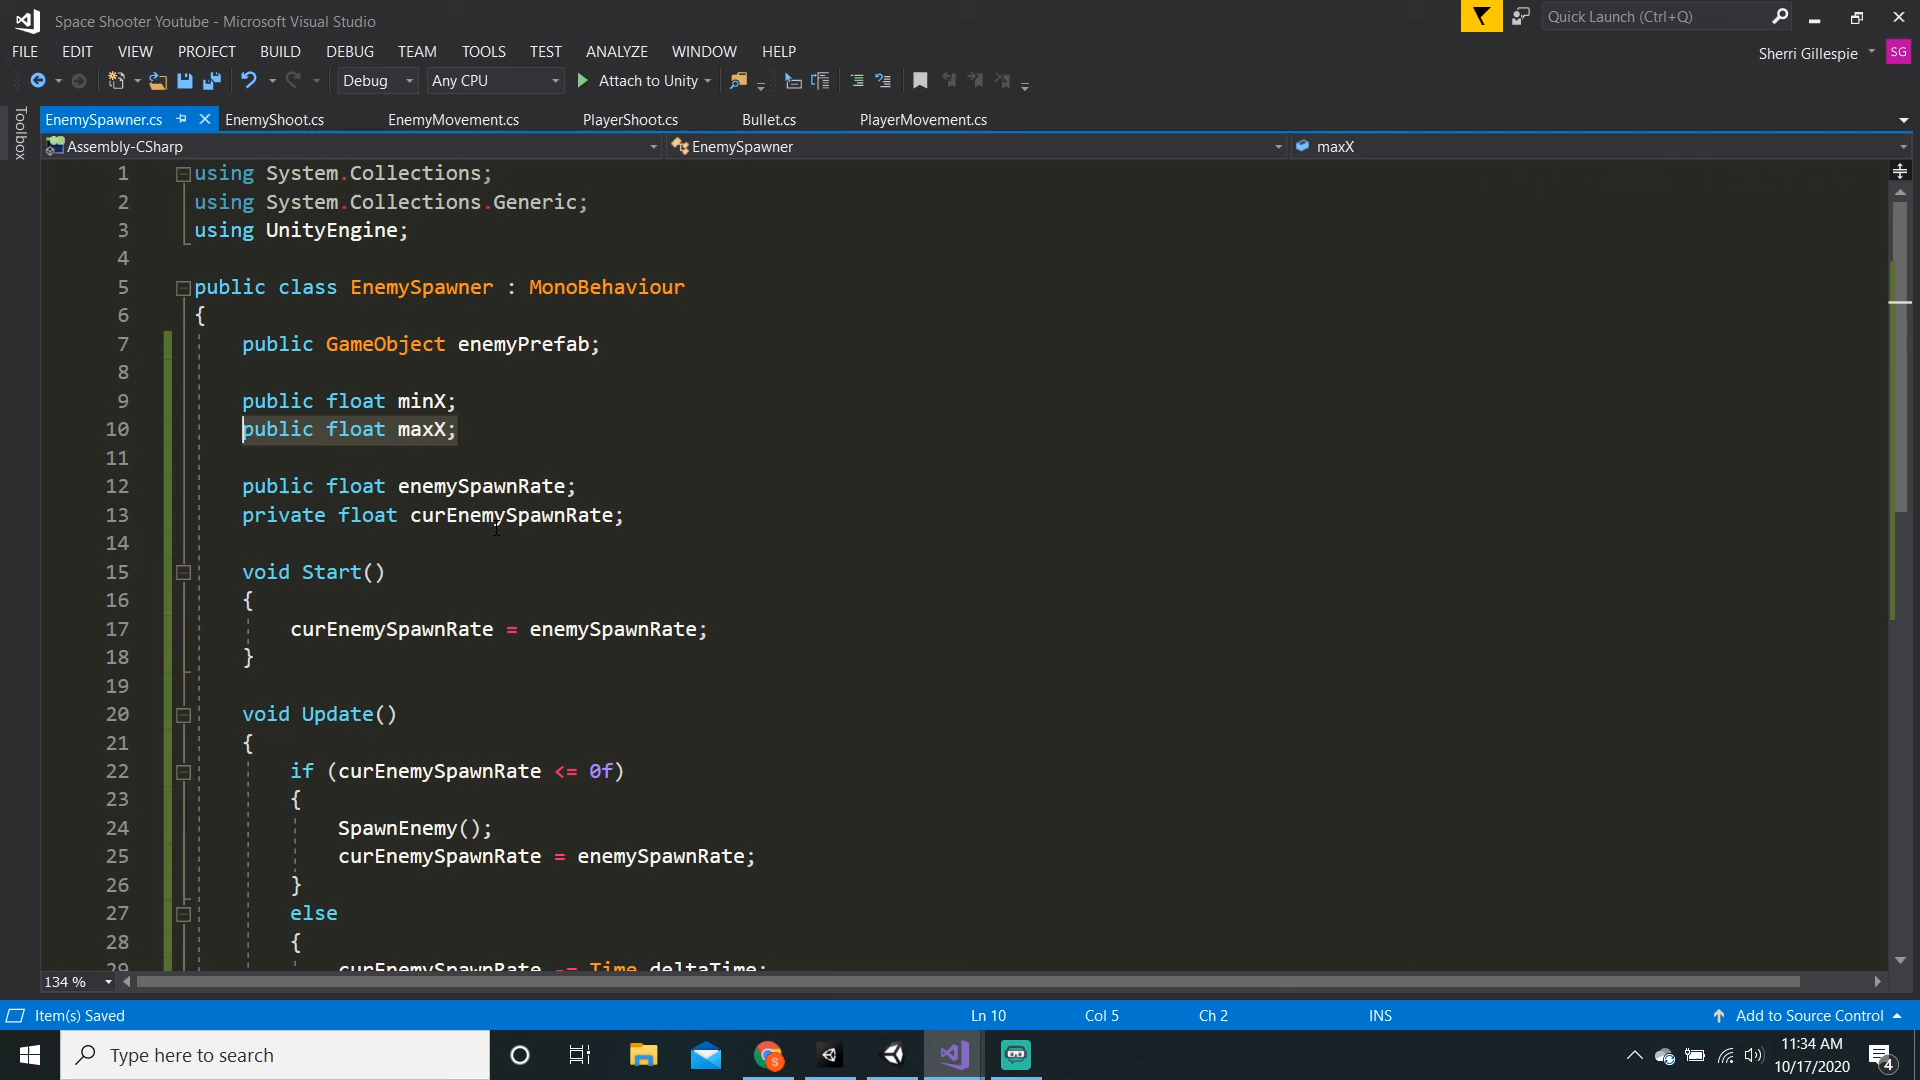 Space Shooter Youtube - Microsoft Visual Studio
Quick Launch (Ctrl+Q)
FILE EDIT VIEW PROJECT BUILD DEBUG TEAM TOOLS TEST ANALYZE WINDOW HELP
Sherri Gillespie SG
Debug Any CPU Attach to Unity
Toolbox
EnemySpawner.cs EnemyShoot.cs EnemyMovement.cs PlayerShoot.cs Bullet.cs PlayerMovement.cs
Assembly-CSharp EnemySpawner maxX
1 using System.Collections;
2 using System.Collections.Generic;
3 using UnityEngine;
4
5 public class EnemySpawner : MonoBehaviour
6 {
7 public GameObject enemyPrefab;
8
9 public float minX;
10 public float maxX;
11
12 public float enemySpawnRate;
13 private float curEnemySpawnRate;
14
15 void Start()
16 {
17 curEnemySpawnRate = enemySpawnRate;
18 }
19
20 void Update()
21 {
22 if (curEnemySpawnRate <= 0f)
23 {
24 SpawnEnemy();
25 curEnemySpawnRate = enemySpawnRate;
26 }
27 else
28 {
29 curEnemySpawnRate -= Time.deltaTime;
134 %
Item(s) Saved Ln 10 Col 5 Ch 2 INS Add to Source Control
Type here to search
11:34 AM
10/17/2020
4